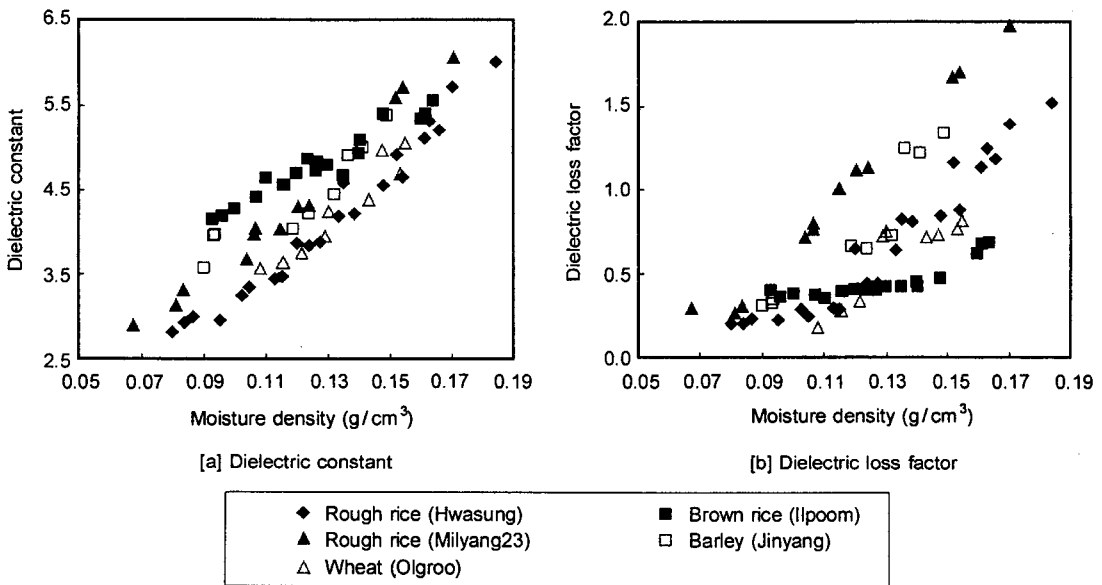 6.5
5.5
4.5
3.5
2.5
Dielectric constant
0.05 0.07 0.09 0.11 0.13 0.15 0.17 0.19
Moisture density (g/cm³)
[a] Dielectric constant
2.0
1.5
1.0
0.5
0.0
Dielectric loss factor
0.05 0.07 0.09 0.11 0.13 0.15 0.17 0.19
Moisture density (g/cm³)
[b] Dielectric loss factor
Rough rice (Hwasung)
Rough rice (Milyang23)
Wheat (Olgroo)
Brown rice (Ilpoom)
Barley (Jinyang)